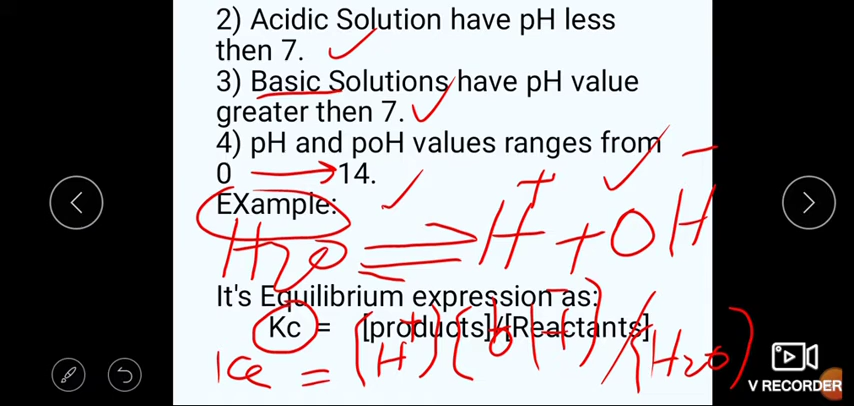 2) Acidic Solution have pH less
then 7.
3) Basic Solutions have pH value
greater then 7.
4) pH and poH values ranges from
0 → 14.
EXample:
H2O ⇌ H+ + OH-
It's Equilibrium expression as:
Kc = [products]/[Reactants]
Kc = [H+] [OH-] / [H2O]
V RECORDER